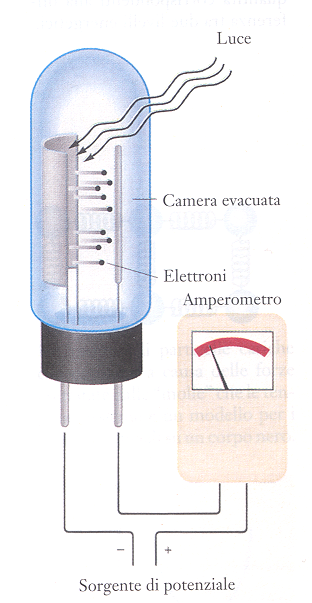 Luce
Camera evacuata
Elettroni
Amperometro
− +
Sorgente di potenziale